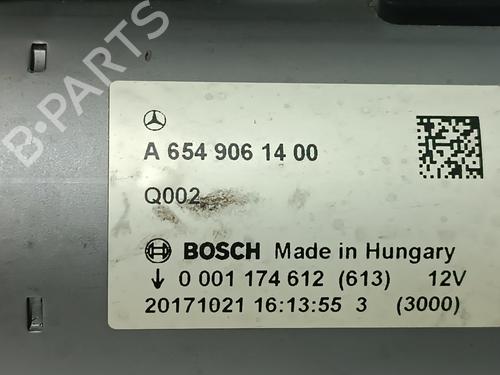 B-PARTS
A 654 906 14 00
Q002
BOSCH Made in Hungary
0 001 174 612 (613) 12V
20171021 16:13:55 3 (3000)